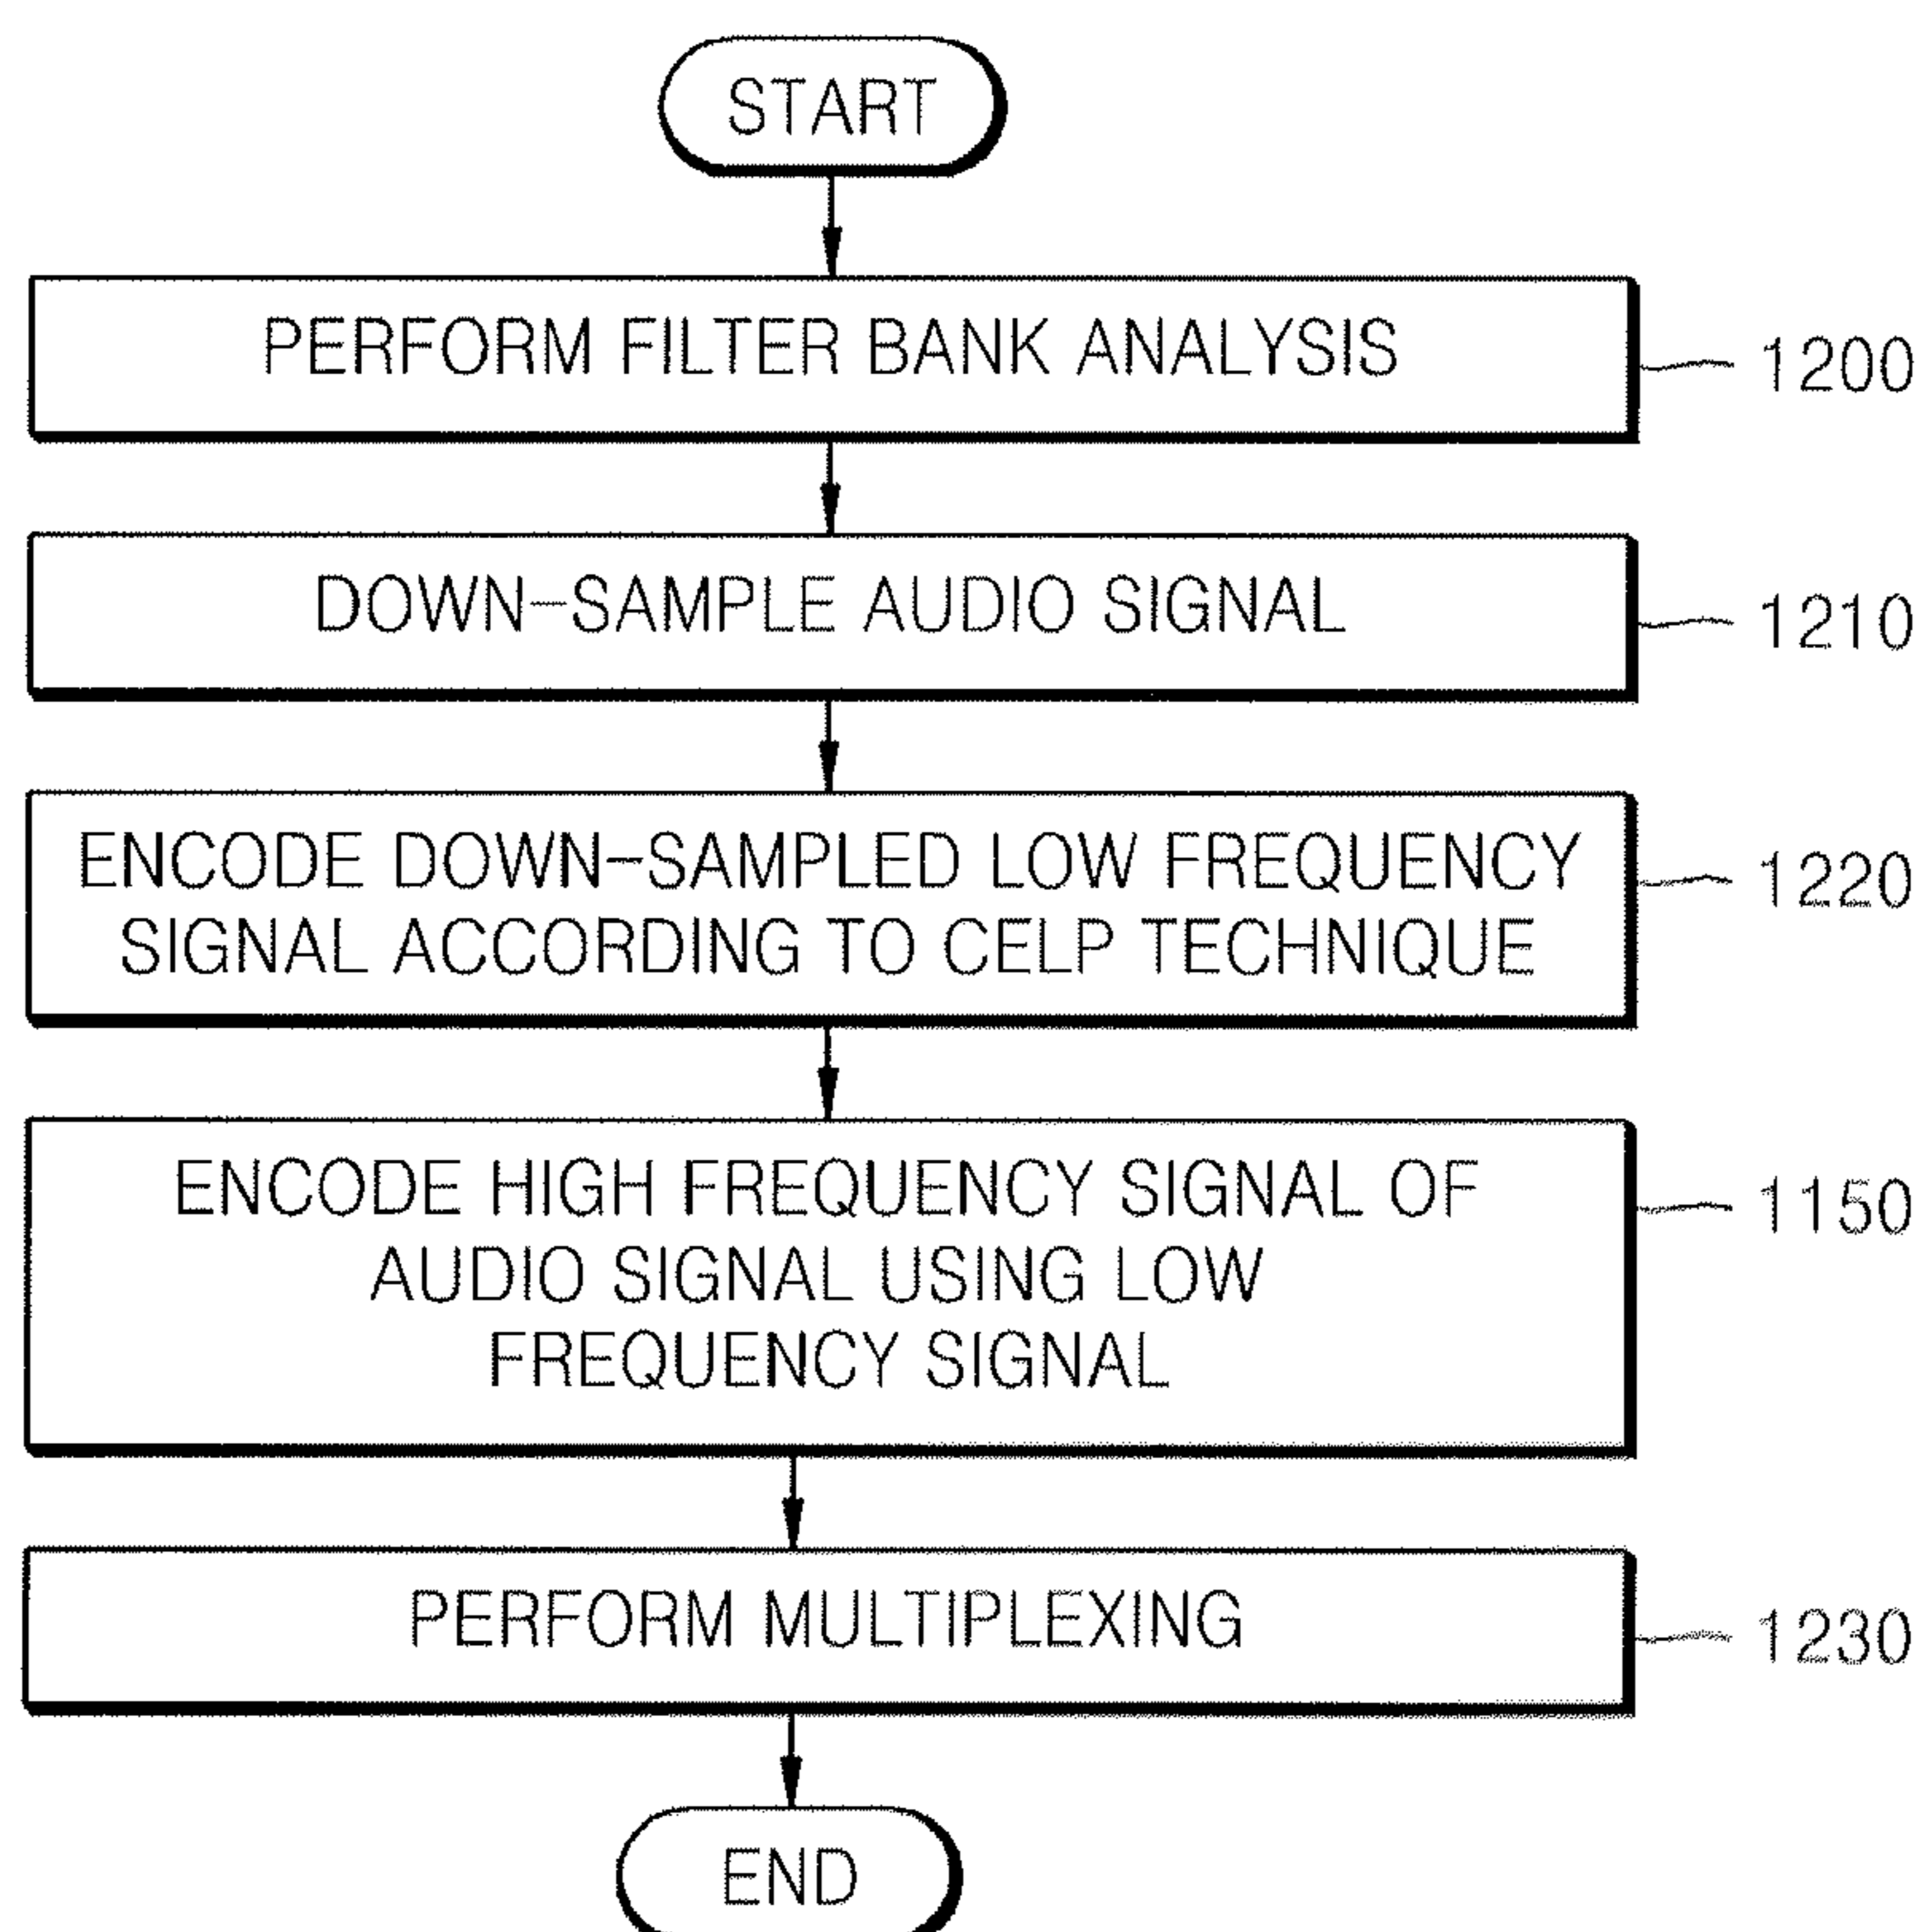 START
PERFORM FILTER BANK ANALYSIS
1200
DOWN-SAMPLE AUDIO SIGNAL
1210
ENCODE DOWN-SAMPLED LOW FREQUENCY
SIGNAL ACCORDING TO CELP TECHNIQUE
1220
ENCODE HIGH FREQUENCY SIGNAL OF
AUDIO SIGNAL USING LOW
FREQUENCY SIGNAL
1150
PERFORM MULTIPLEXING
1230
END